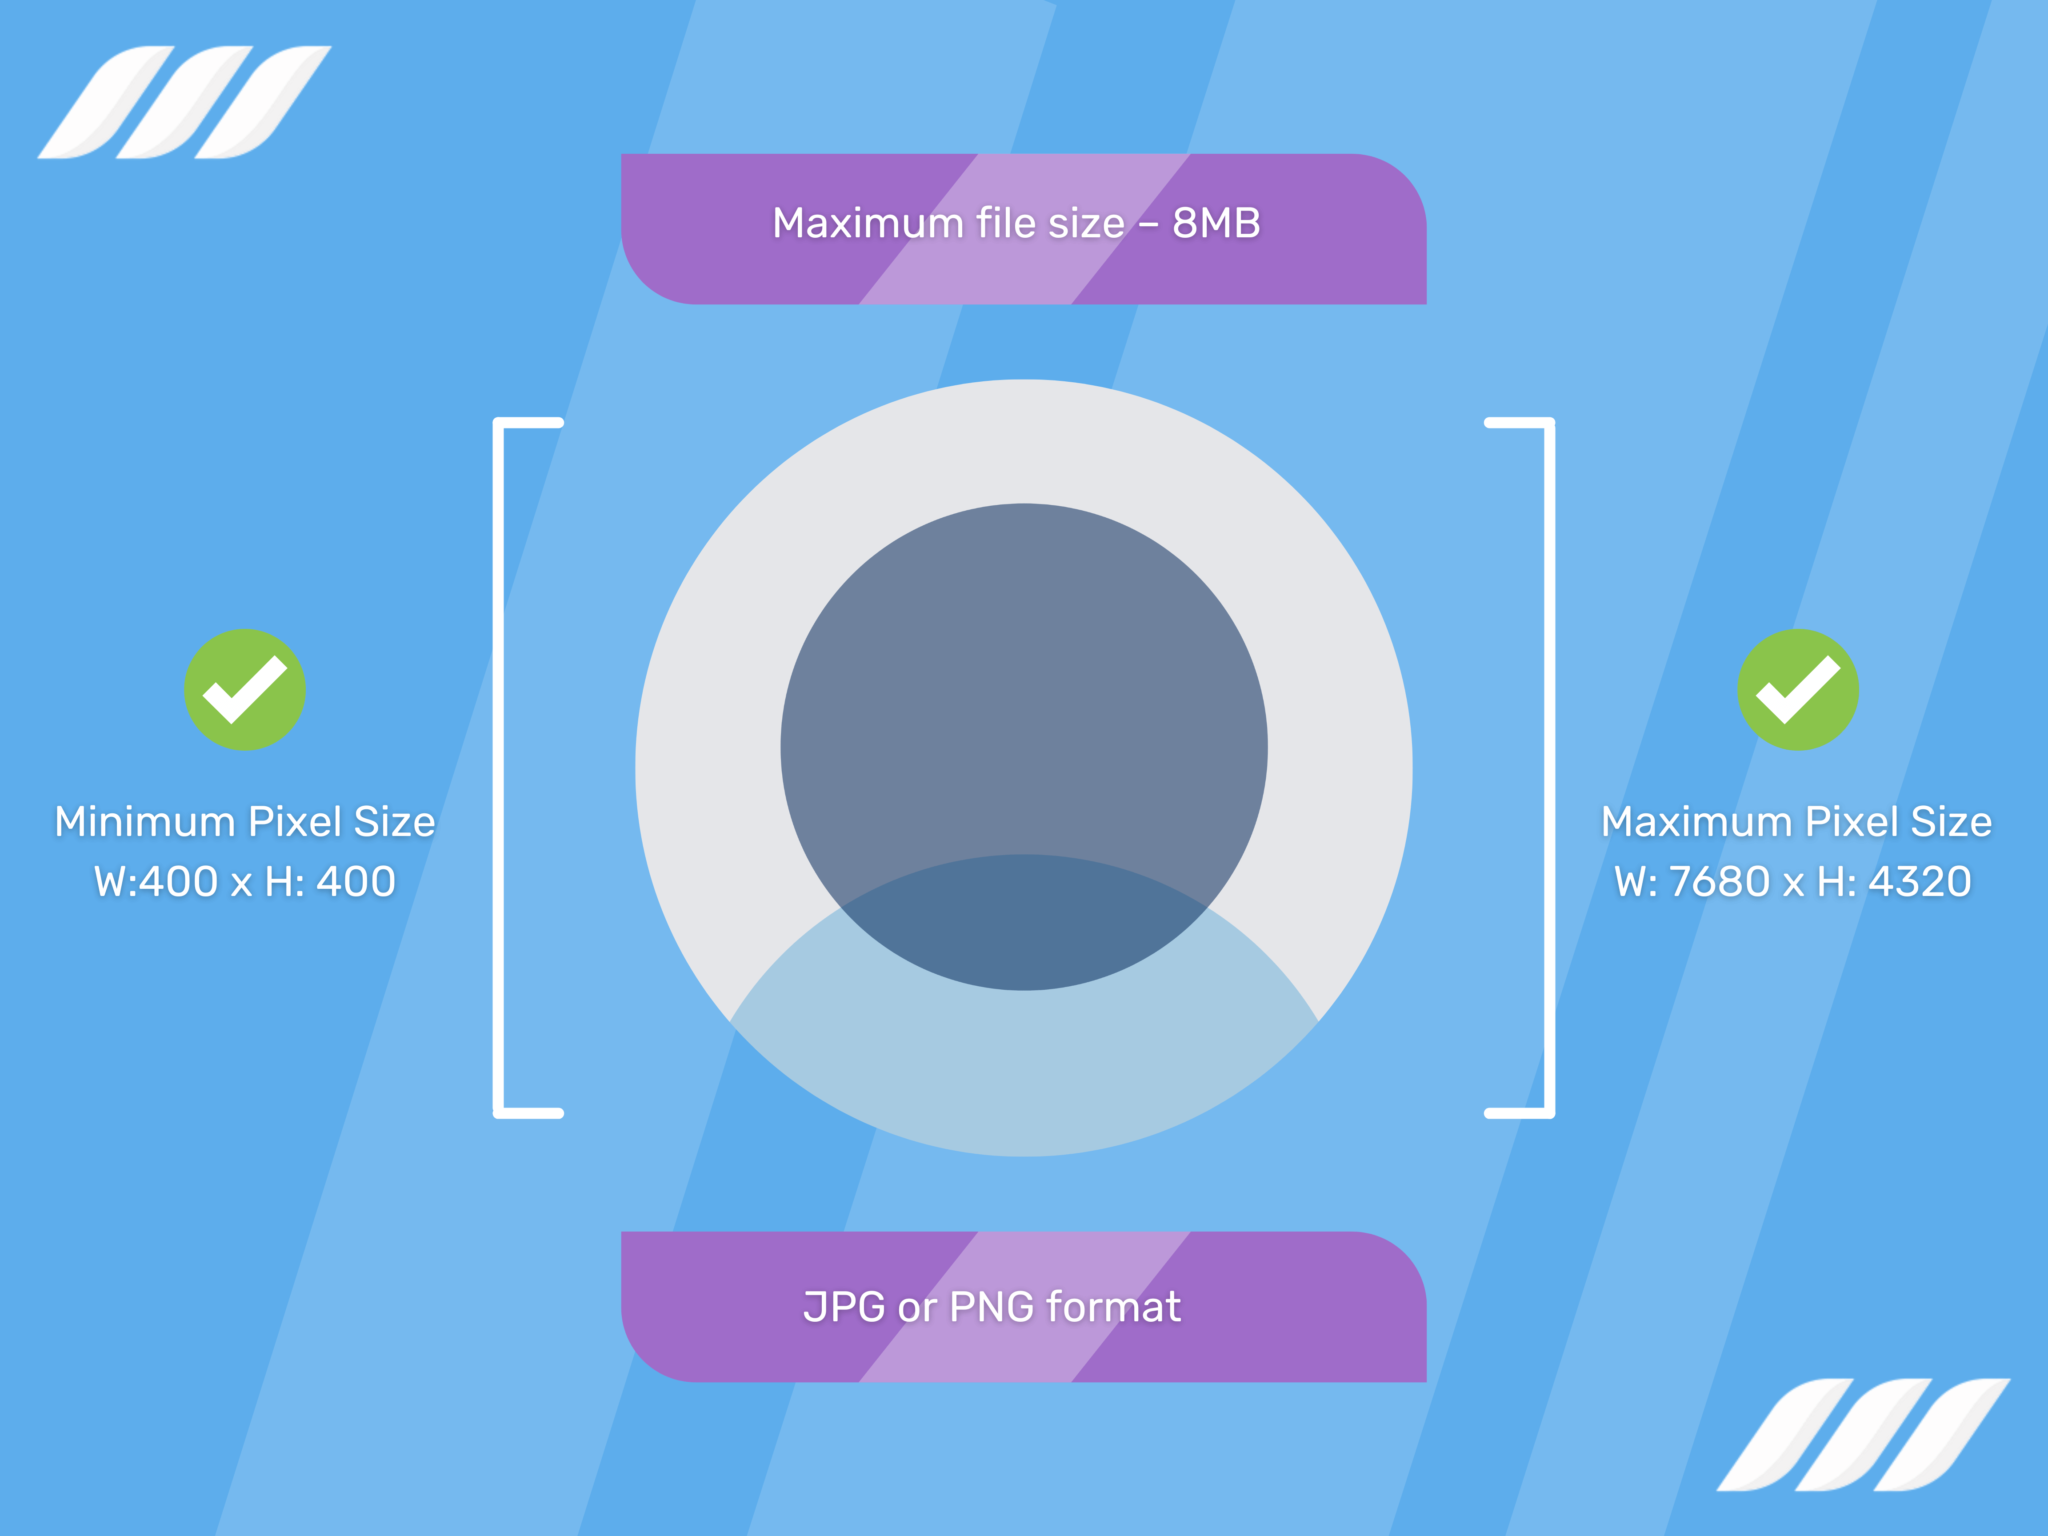 Maximum file size – 8MB
Minimum Pixel Size
W:400 x H: 400
Maximum Pixel Size
W: 7680 x H: 4320
JPG or PNG format